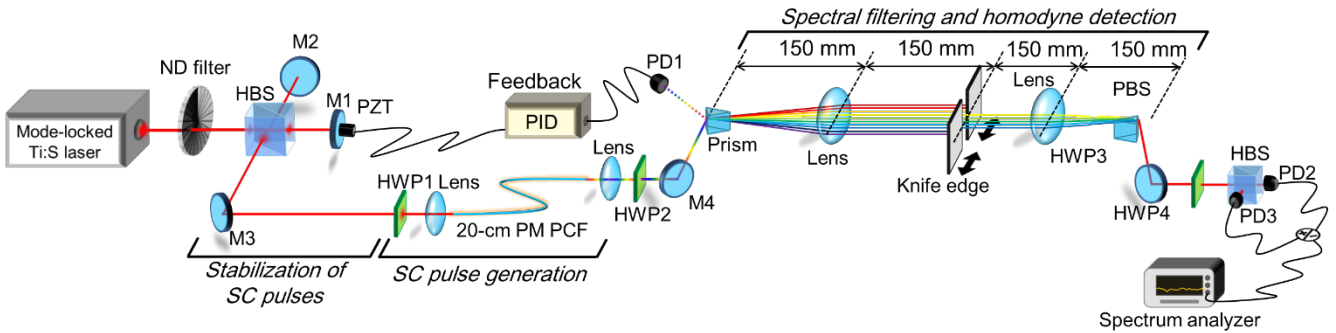 Spectral filtering and homodyne detection
150 mm
150 mm
150 mm
150 mm
M2
ND filter
HBS
M1
PZT
Feedback
PD1
PID
Mode-locked
Ti:S laser
Lens
PBS
Prism
Lens
HWP3
Knife edge
Lens
HWP2
M4
HWP1
Lens
20-cm PM PCF
M3
HBS
PD2
HWP4
PD3
+/-
Stabilization of
SC pulses
SC pulse generation
Spectrum analyzer